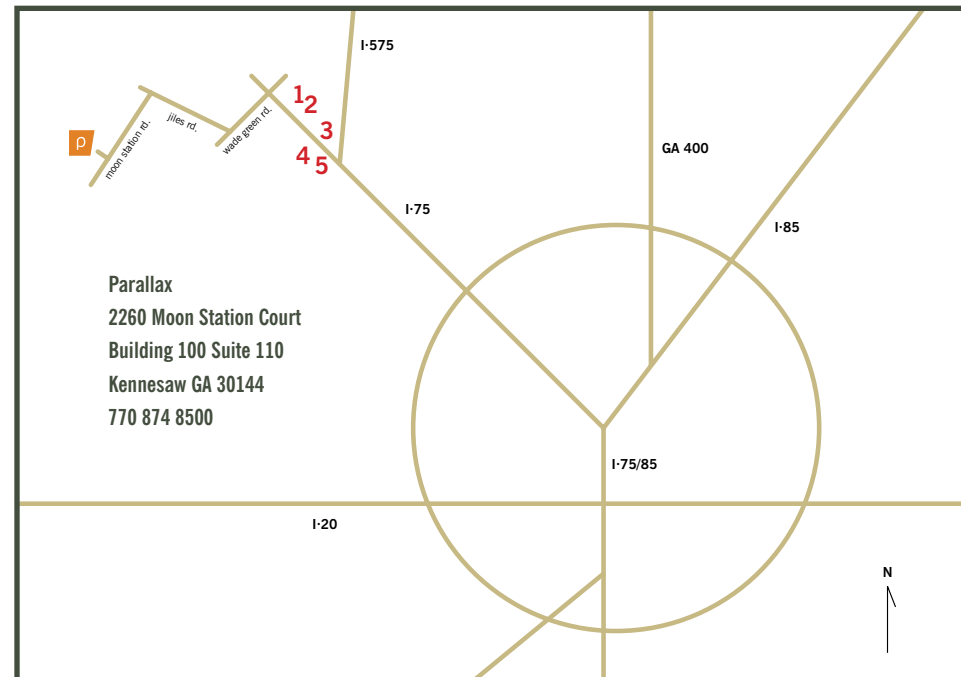 I·575
1
2
wade green rd.
jiles rd.
3
moon station rd.
ρ
GA 400
4
5
I·75
I·85
Parallax
2260 Moon Station Court
Building 100 Suite 110
Kennesaw GA 30144
770 874 8500
I·75/85
I·20
N